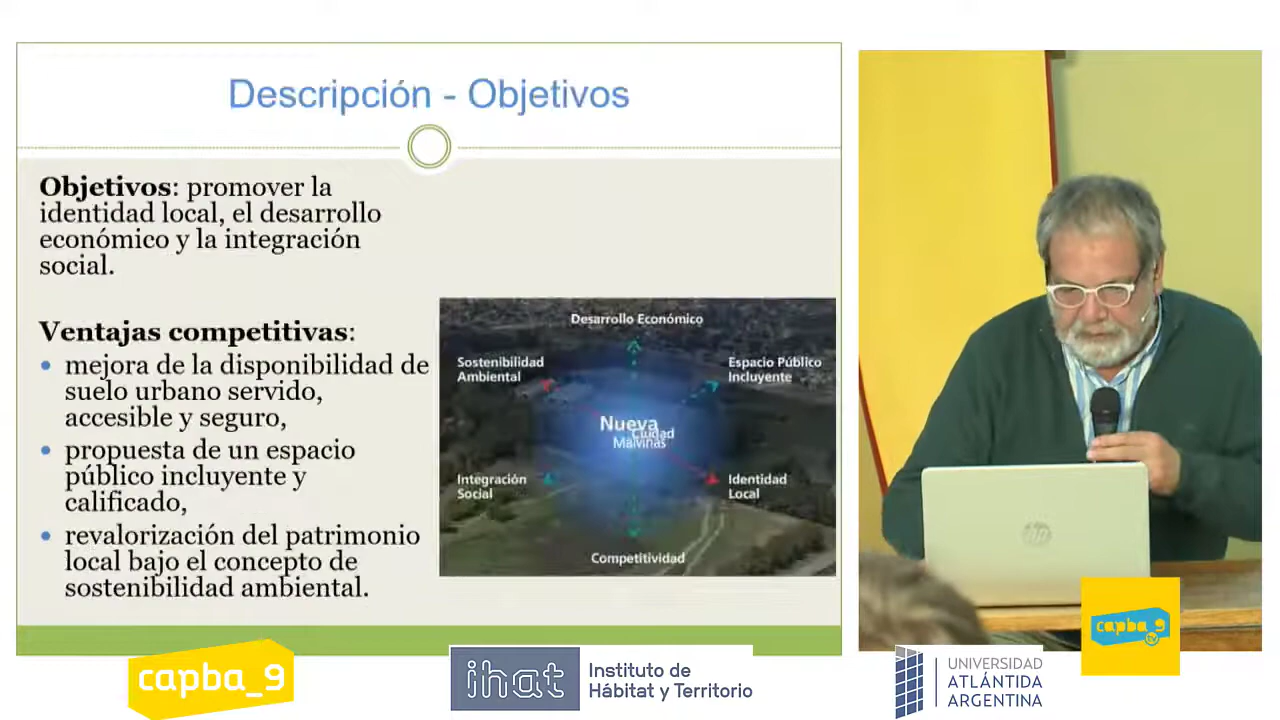 Descripción - Objetivos
Objetivos: promover la
identidad local, el desarrollo
económico y la integración
social.
Ventajas competitivas:
• mejora de la disponibilidad de
suelo urbano servido,
accesible y seguro,
• propuesta de un espacio
público incluyente y
calificado,
• revalorización del patrimonio
local bajo el concepto de
sostenibilidad ambiental.
Desarrollo Económico
Sostenibilidad
Ambiental
Espacio Público
Incluyente
Nueva
Ciudad
Malvinas
Integración
Social
Identidad
Local
Competitividad
hp
capba_9
tv
capba_9
ihat
Instituto de
Hábitat y Territorio
UNIVERSIDAD
ATLÁNTIDA
ARGENTINA